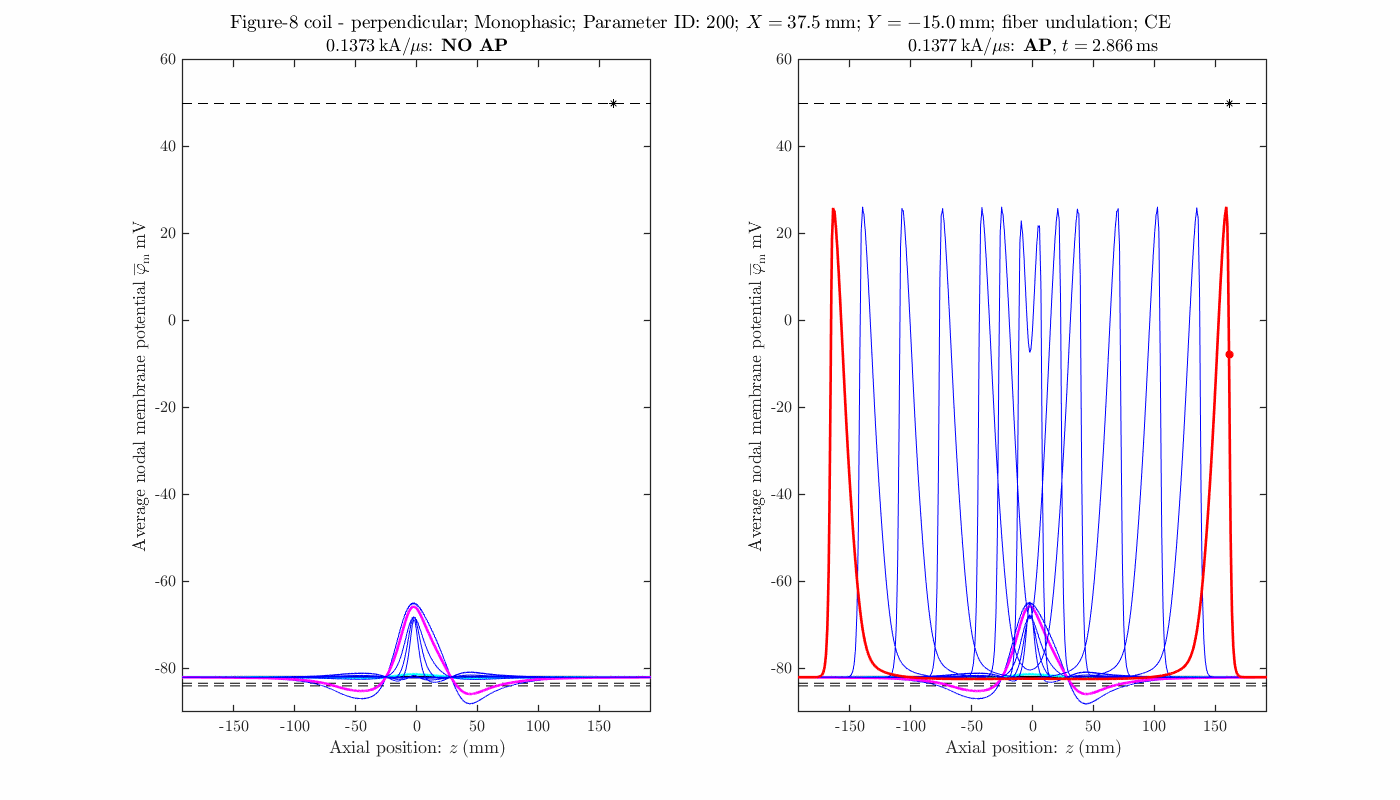 Figure-8 coil - perpendicular; Monophasic; Parameter ID: 200; X = 37.5 mm; Y = −15.0 mm; fiber undulation; CE
0.1373 kA/μs: NO AP
60
40
20
0
-20
-40
-60
-80
-150 -100 -50 0 50 100 150
Axial position: z (mm)
Average nodal membrane potential φ̅m mV
0.1377 kA/μs: AP, t = 2.866 ms
60
40
20
0
-20
-40
-60
-80
-150 -100 -50 0 50 100 150
Axial position: z (mm)
Average nodal membrane potential φ̅m mV